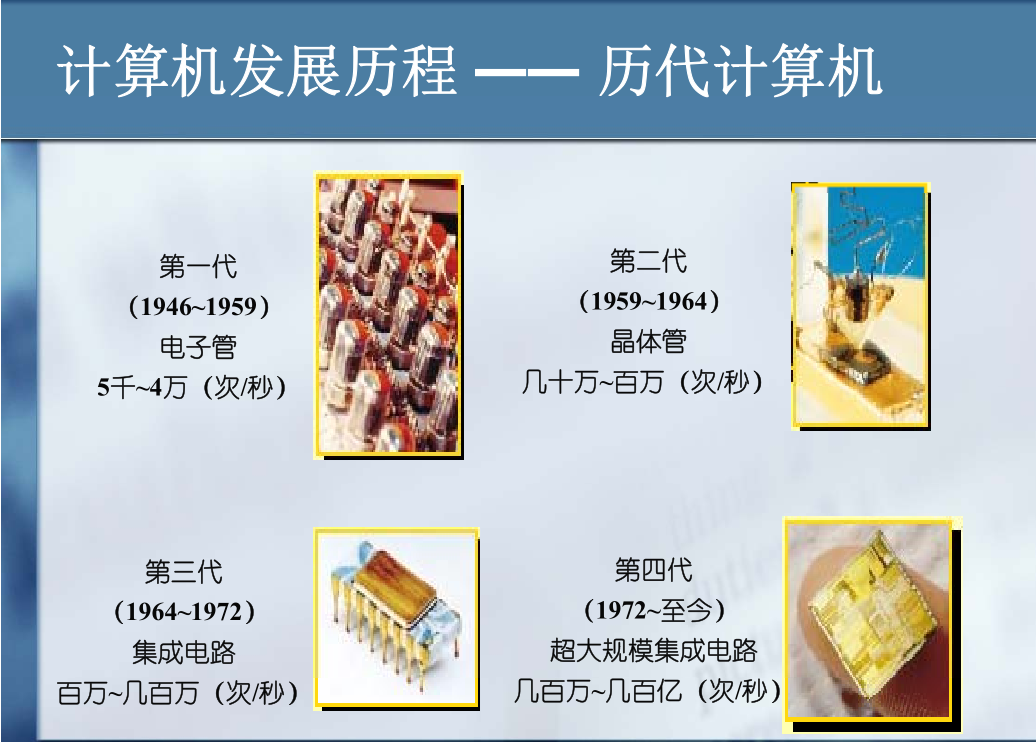 计算机发展历程 —— 历代计算机
第一代
（1946~1959）
电子管
5千~4万（次/秒）
第二代
（1959~1964）
晶体管
几十万~百万（次/秒）
第三代
（1964~1972）
集成电路
百万~几百万（次/秒）
第四代
（1972~至今）
超大规模集成电路
几百万~几百亿（次/秒）